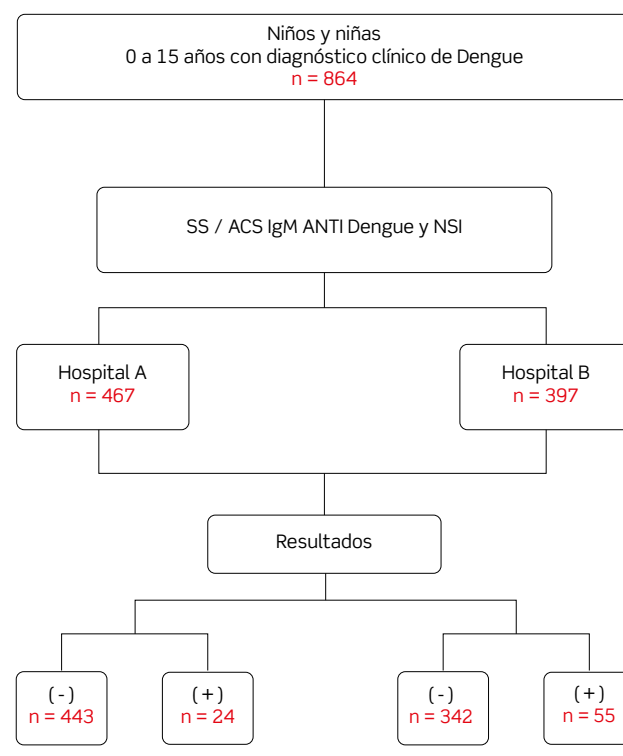 Niños y niñas
0 a 15 años con diagnóstico clínico de Dengue
n = 864
SS / ACS IgM ANTI Dengue y NSI
Hospital A
n = 467
Hospital B
n = 397
Resultados
(-)
n = 443
(+)
n = 24
(-)
n = 342
(+)
n = 55